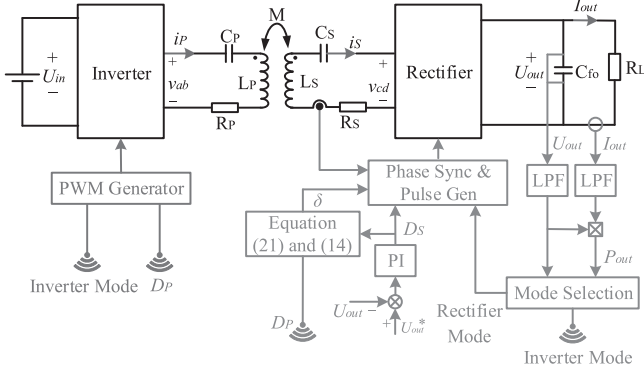 M
iP
CP
CS
iS
Iout
+
Uin
−
Inverter
+
vab
−
LP
LS
+
vcd
−
Rectifier
+
Uout
−
Cfo
RL
RP
RS
Uout
Iout
PWM Generator
Phase Sync &
Pulse Gen
LPF
LPF
δ
Equation
(21) and (14)
DS
PI
Pout
Inverter Mode
DP
Mode Selection
DP
Uout
−
+
Uout*
Rectifier
Mode
Inverter Mode